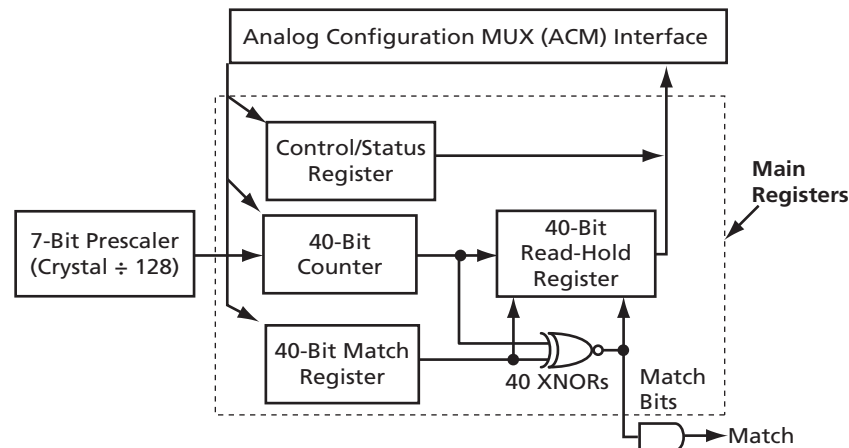 Analog Configuration MUX (ACM) Interface
Control/Status
Register
Main
Registers
7-Bit Prescaler
(Crystal ÷ 128)
40-Bit
Counter
40-Bit
Read-Hold
Register
40-Bit Match
Register
40 XNORs
Match
Bits
Match